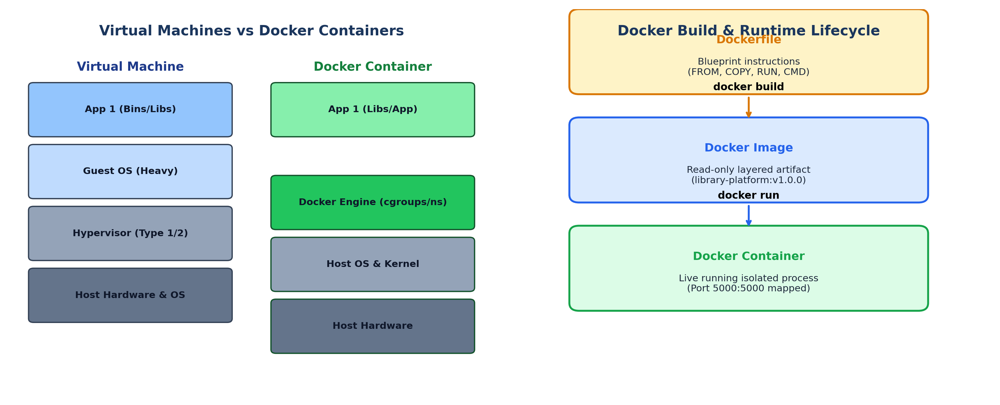 Virtual Machines vs Docker Containers
Virtual Machine
App 1 (Bins/Libs)
Guest OS (Heavy)
Hypervisor (Type 1/2)
Host Hardware & OS
Docker Container
App 1 (Libs/App)
Docker Engine (cgroups/ns)
Host OS & Kernel
Host Hardware
Docker Build & Runtime Lifecycle
Dockerfile
Blueprint instructions
(FROM, COPY, RUN, CMD)
docker build
Docker Image
Read-only layered artifact
(library-platform:v1.0.0)
docker run
Docker Container
Live running isolated process
(Port 5000:5000 mapped)